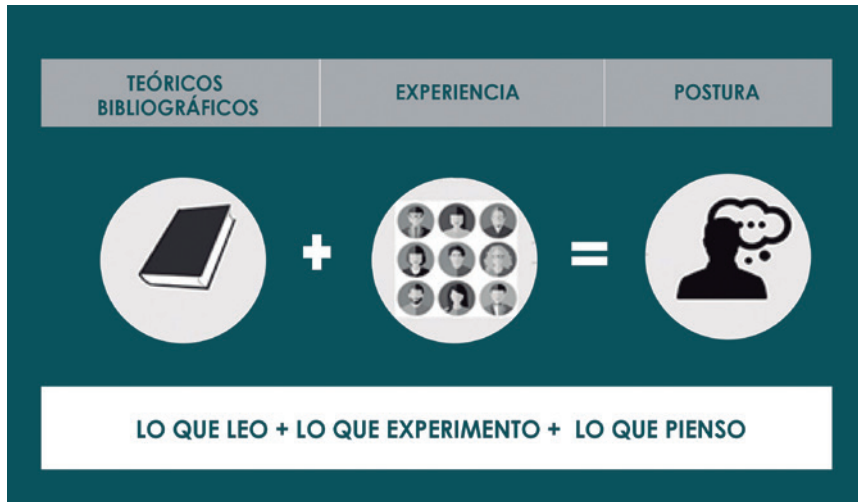 TEÓRICOS
BIBLIOGRÁFICOS
EXPERIENCIA
POSTURA
+
=
LO QUE LEO + LO QUE EXPERIMENTO + LO QUE PIENSO